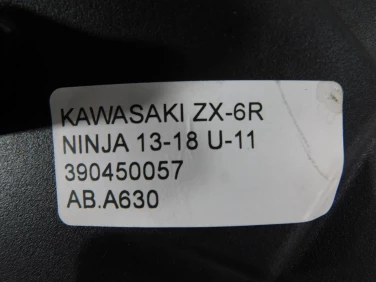 KAWASAKI ZX-6R
NINJA 13-18 U-11
390450057
AB.A630